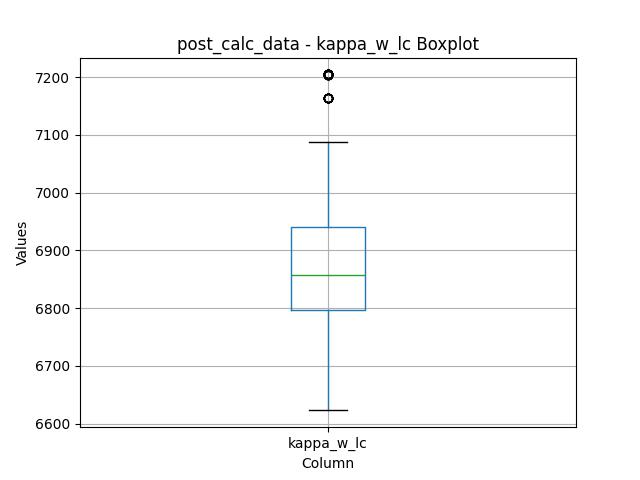 post_calc_data - kappa_w_lc Boxplot
7200
7100
7000
6900
6800
6700
6600
Values
kappa_w_lc
Column